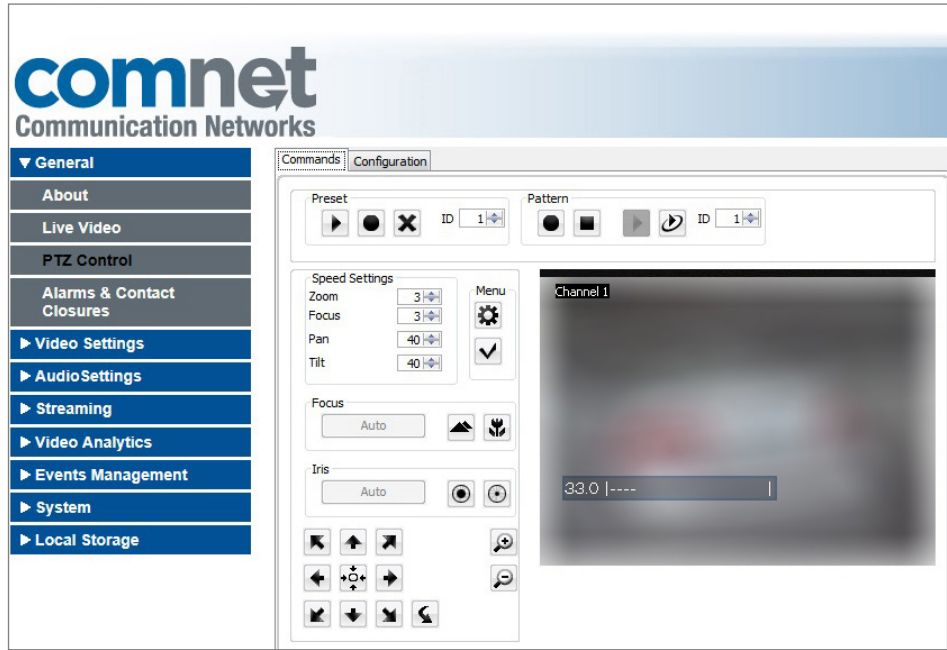 comnet
Communication Networks
▼ General
About
Live Video
PTZ Control
Alarms & Contact
Closures
▶ Video Settings
▶ AudioSettings
▶ Streaming
▶ Video Analytics
▶ Events Management
▶ System
▶ Local Storage
Commands Configuration
Preset
ID 1
Pattern
ID 1
Speed Settings
Zoom 3
Focus 3
Pan 40
Tilt 40
Menu
Focus
Auto
Iris
Auto
Channel 1
33.0 |---- |